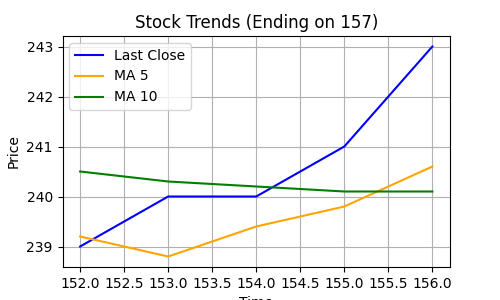 Stock Trends (Ending on 157)
Last Close
MA 5
MA 10
243
242
241
240
239
Price
152.0 152.5 153.0 153.5 154.0 154.5 155.0 155.5 156.0
Time